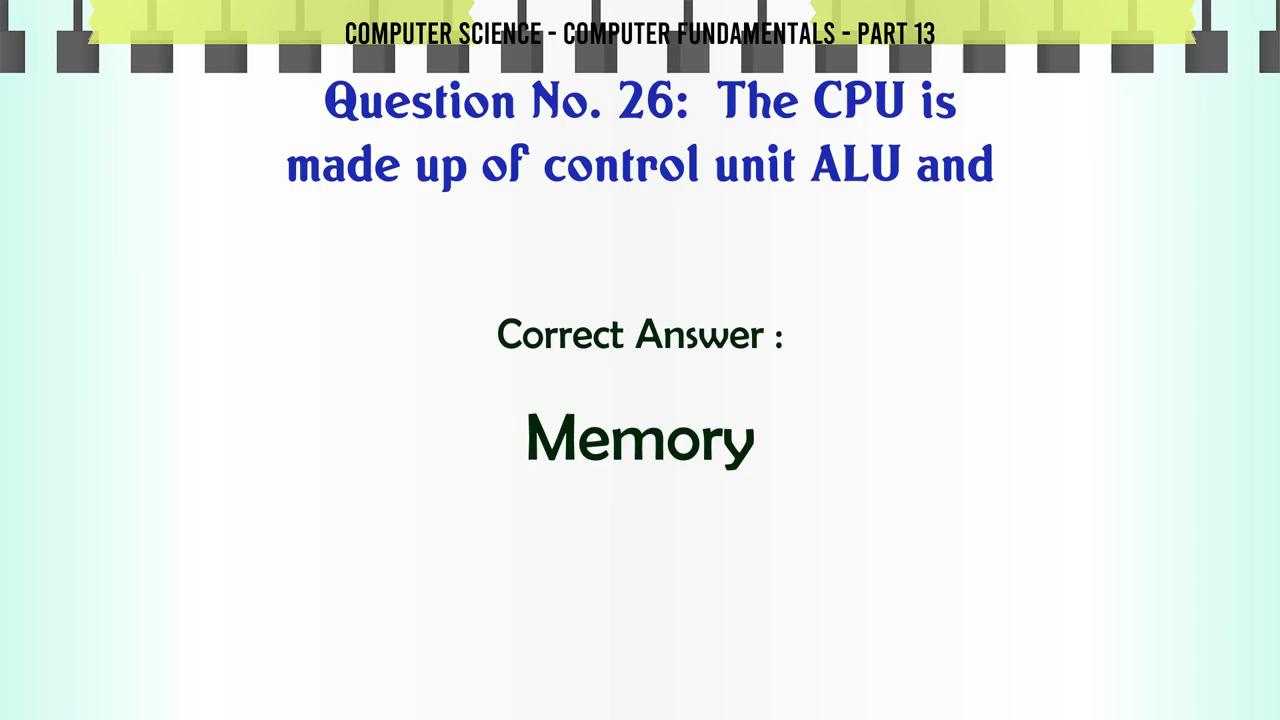 COMPUTER SCIENCE - COMPUTER FUNDAMENTALS - PART 13
Question No. 26: The CPU is
made up of control unit ALU and
Correct Answer :
Memory